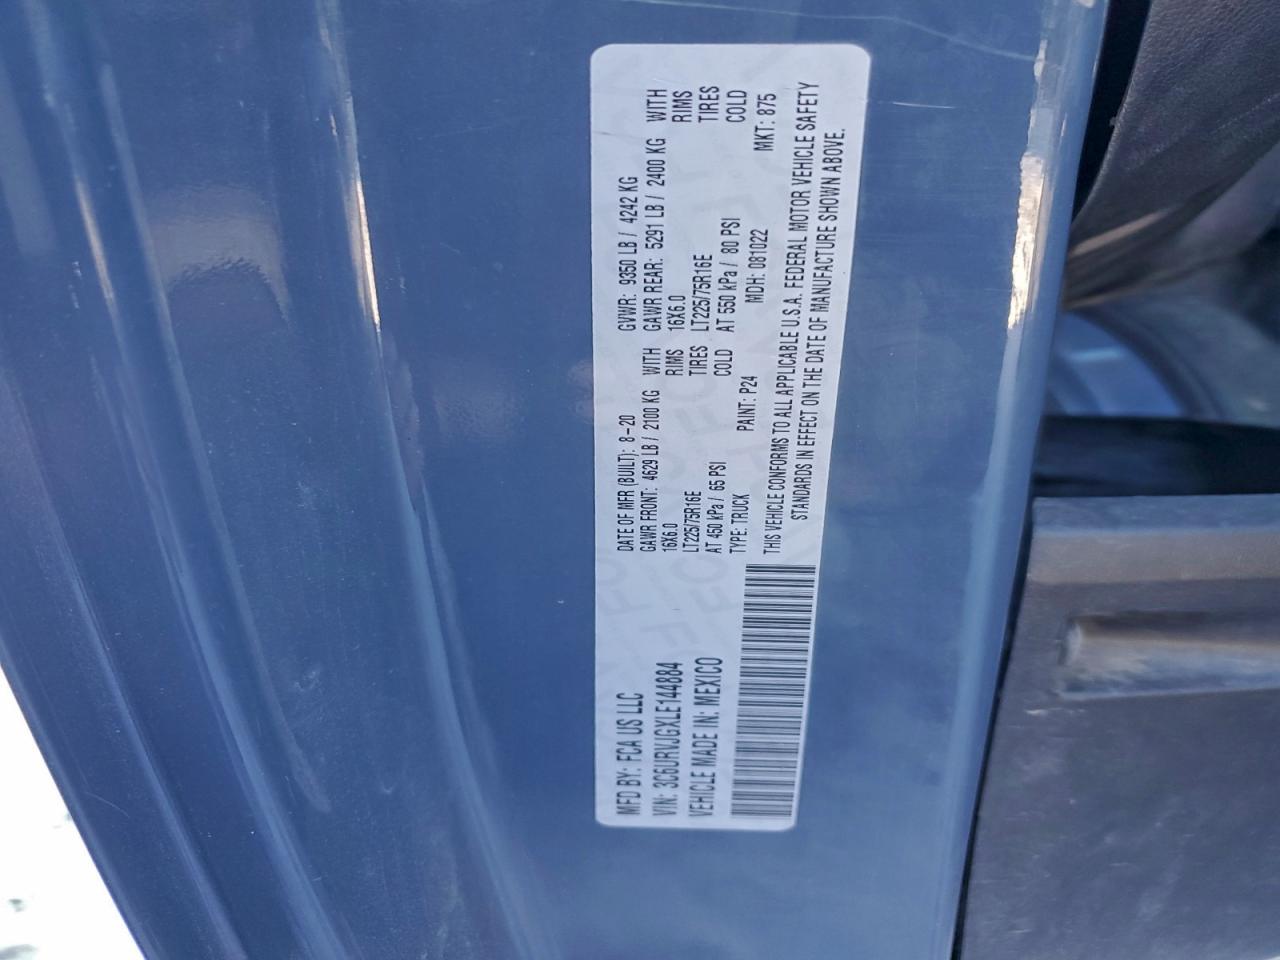 MFD BY: FCA US LLC
VIN: 3C6URVJGXLE144884
VEHICLE MADE IN: MEXICO
DATE OF MFR (BUILT): 8-20 GVWR: 9350 LB / 4242 KG
GAWR FRONT: 4629 LB / 2100 KG WITH GAWR REAR: 5291 LB / 2400 KG WITH
16X6.0 RIMS 16X6.0 RIMS
LT225/75R16E TIRES LT225/75R16E TIRES
AT 450 kPa / 65 PSI COLD AT 550 kPa / 80 PSI COLD
TYPE: TRUCK PAINT: P24 MDH: 081022 MKT: 875
THIS VEHICLE CONFORMS TO ALL APPLICABLE U.S.A. FEDERAL MOTOR VEHICLE SAFETY
STANDARDS IN EFFECT ON THE DATE OF MANUFACTURE SHOWN ABOVE.